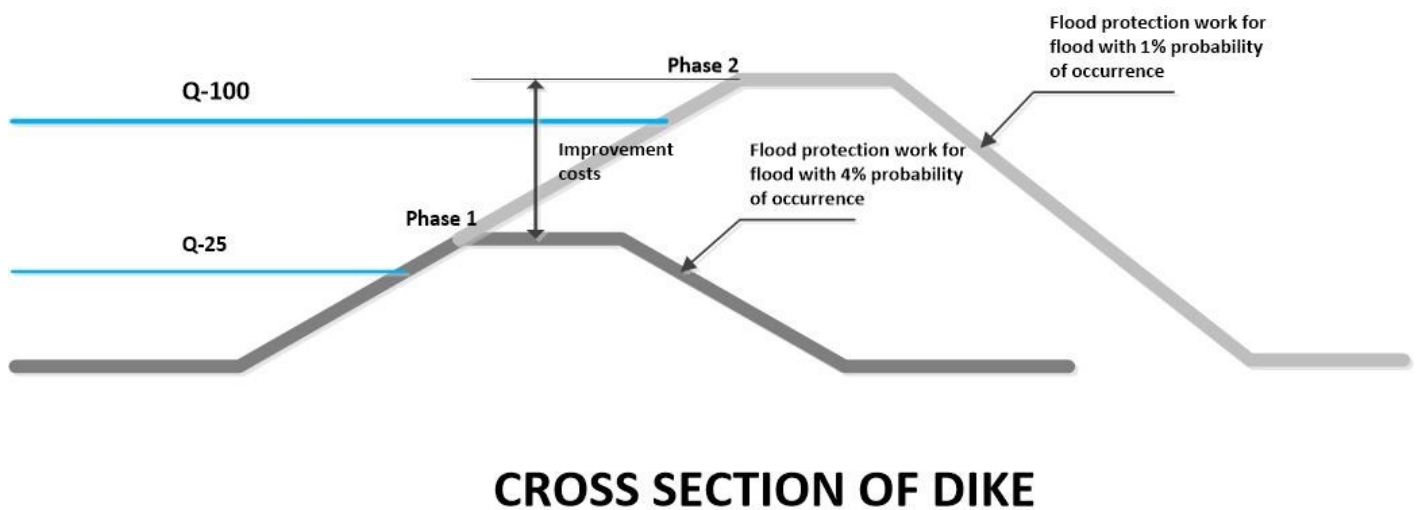 Flood protection work for
flood with 1% probability
of occurrence
Phase 2
Q-100
Improvement
costs
Flood protection work for
flood with 4% probability
of occurrence
Phase 1
Q-25
CROSS SECTION OF DIKE